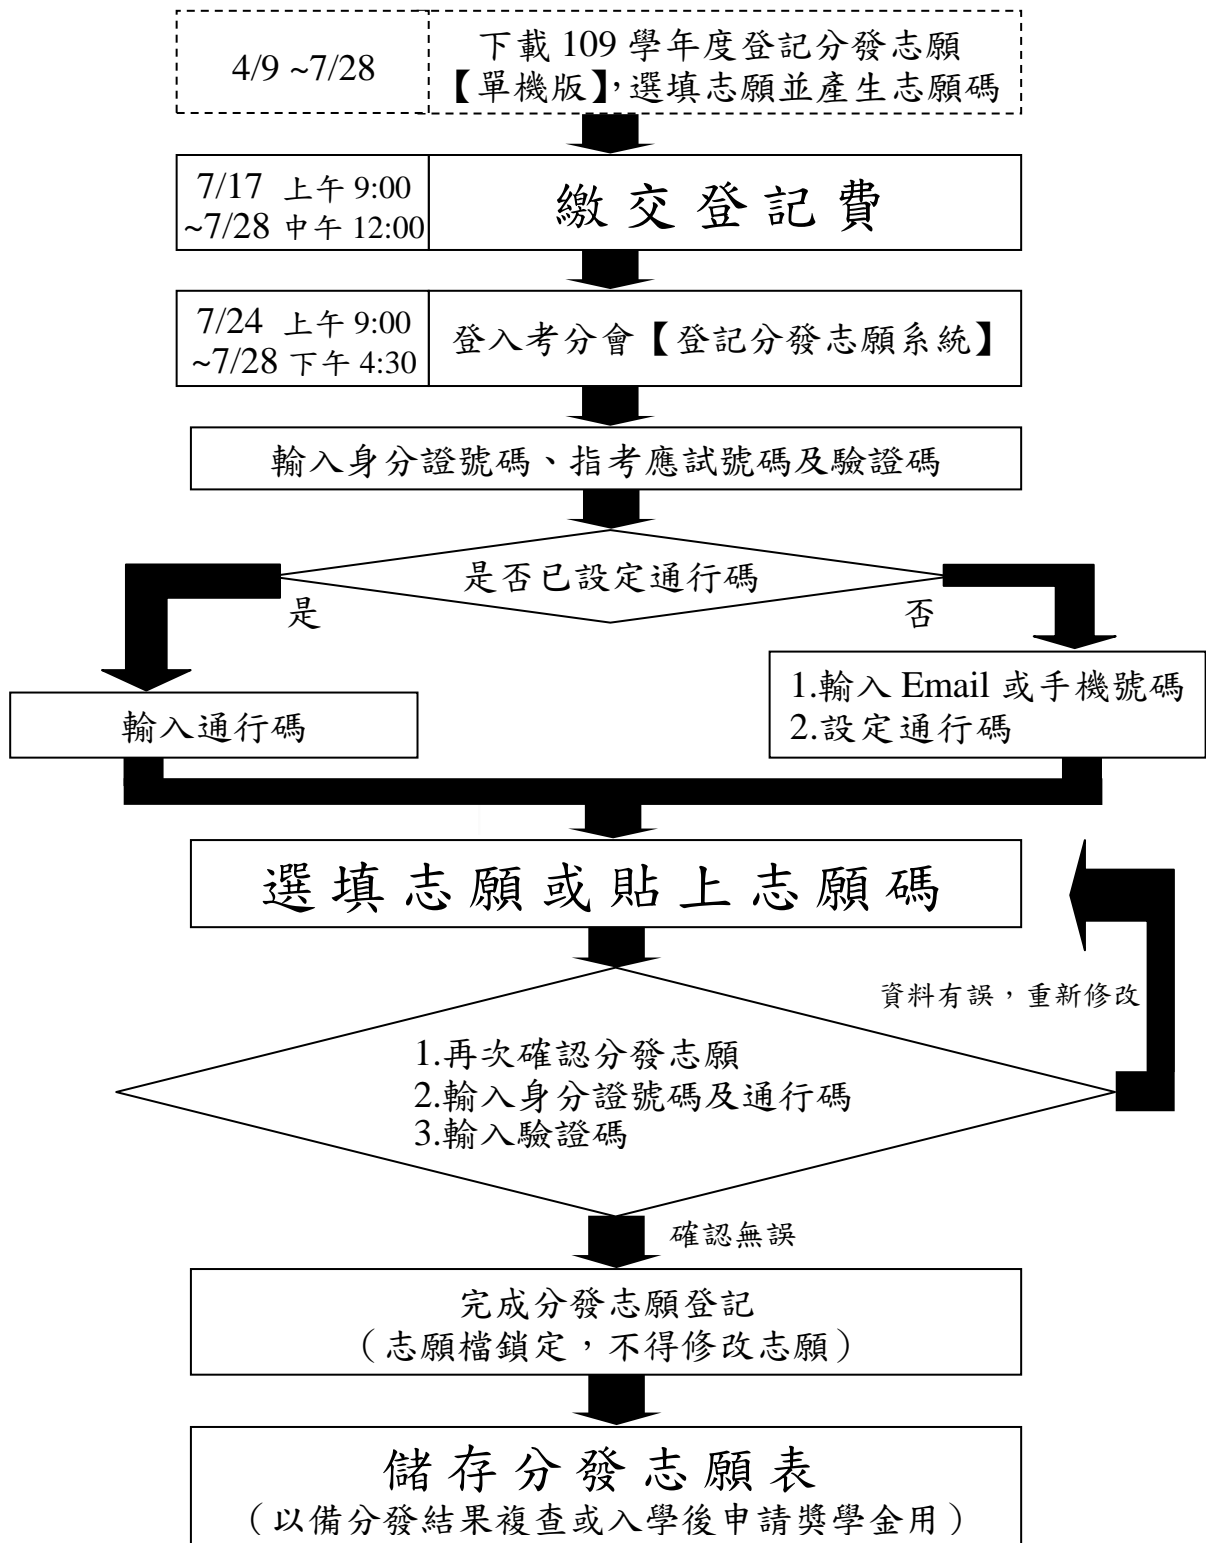 4/9 ~7/28
下載 109 學年度登記分發志願
【單機版】，選填志願並產生志願碼
7/17 上午 9:00
~7/28 中午 12:00
繳交登記費
7/24 上午 9:00
~7/28 下午 4:30
登入考分會【登記分發志願系統】
輸入身分證號碼、指考應試號碼及驗證碼
是否已設定通行碼
是
否
輸入通行碼
1.輸入 Email 或手機號碼
2.設定通行碼
選填志願或貼上志願碼
資料有誤，重新修改
1.再次確認分發志願
2.輸入身分證號碼及通行碼
3.輸入驗證碼
確認無誤
完成分發志願登記
（志願檔鎖定，不得修改志願）
儲存分發志願表
（以備分發結果複查或入學後申請獎學金用）